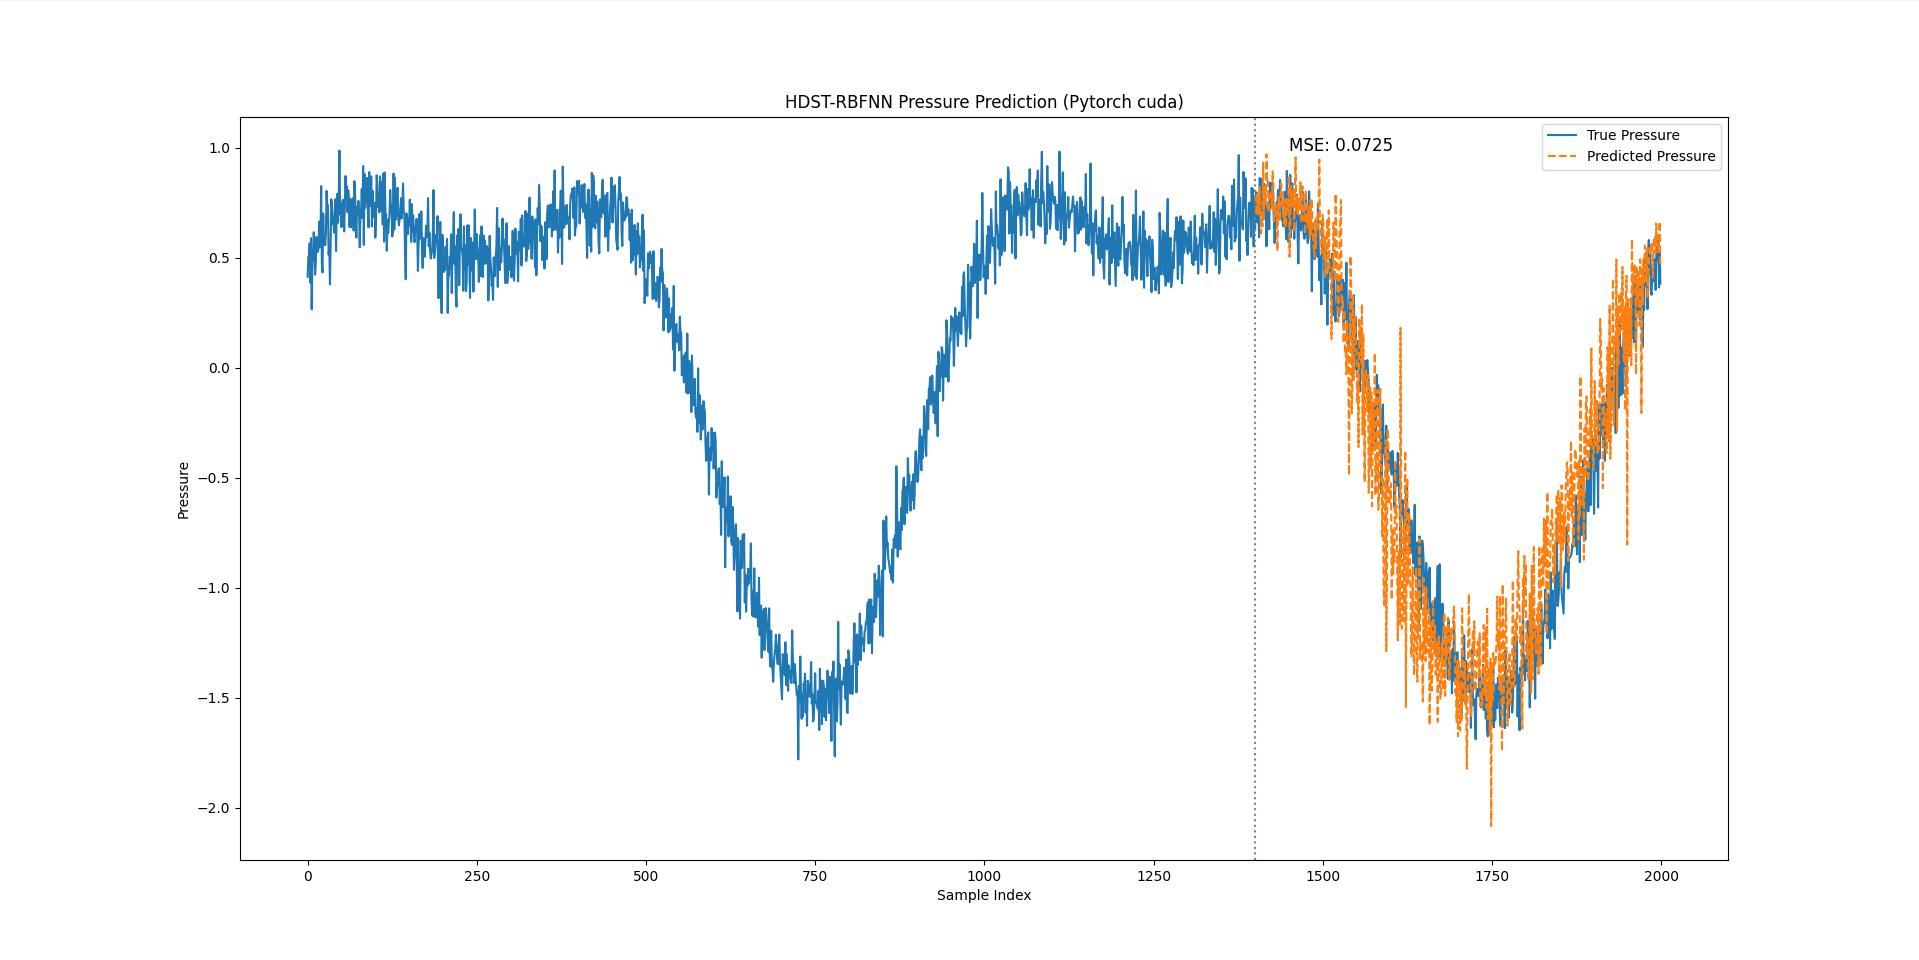 HDST-RBFNN Pressure Prediction (Pytorch cuda)
MSE: 0.0725
True Pressure
Predicted Pressure
Pressure
1.0
0.5
0.0
−0.5
−1.0
−1.5
−2.0
0 250 500 750 1000 1250 1500 1750 2000
Sample Index